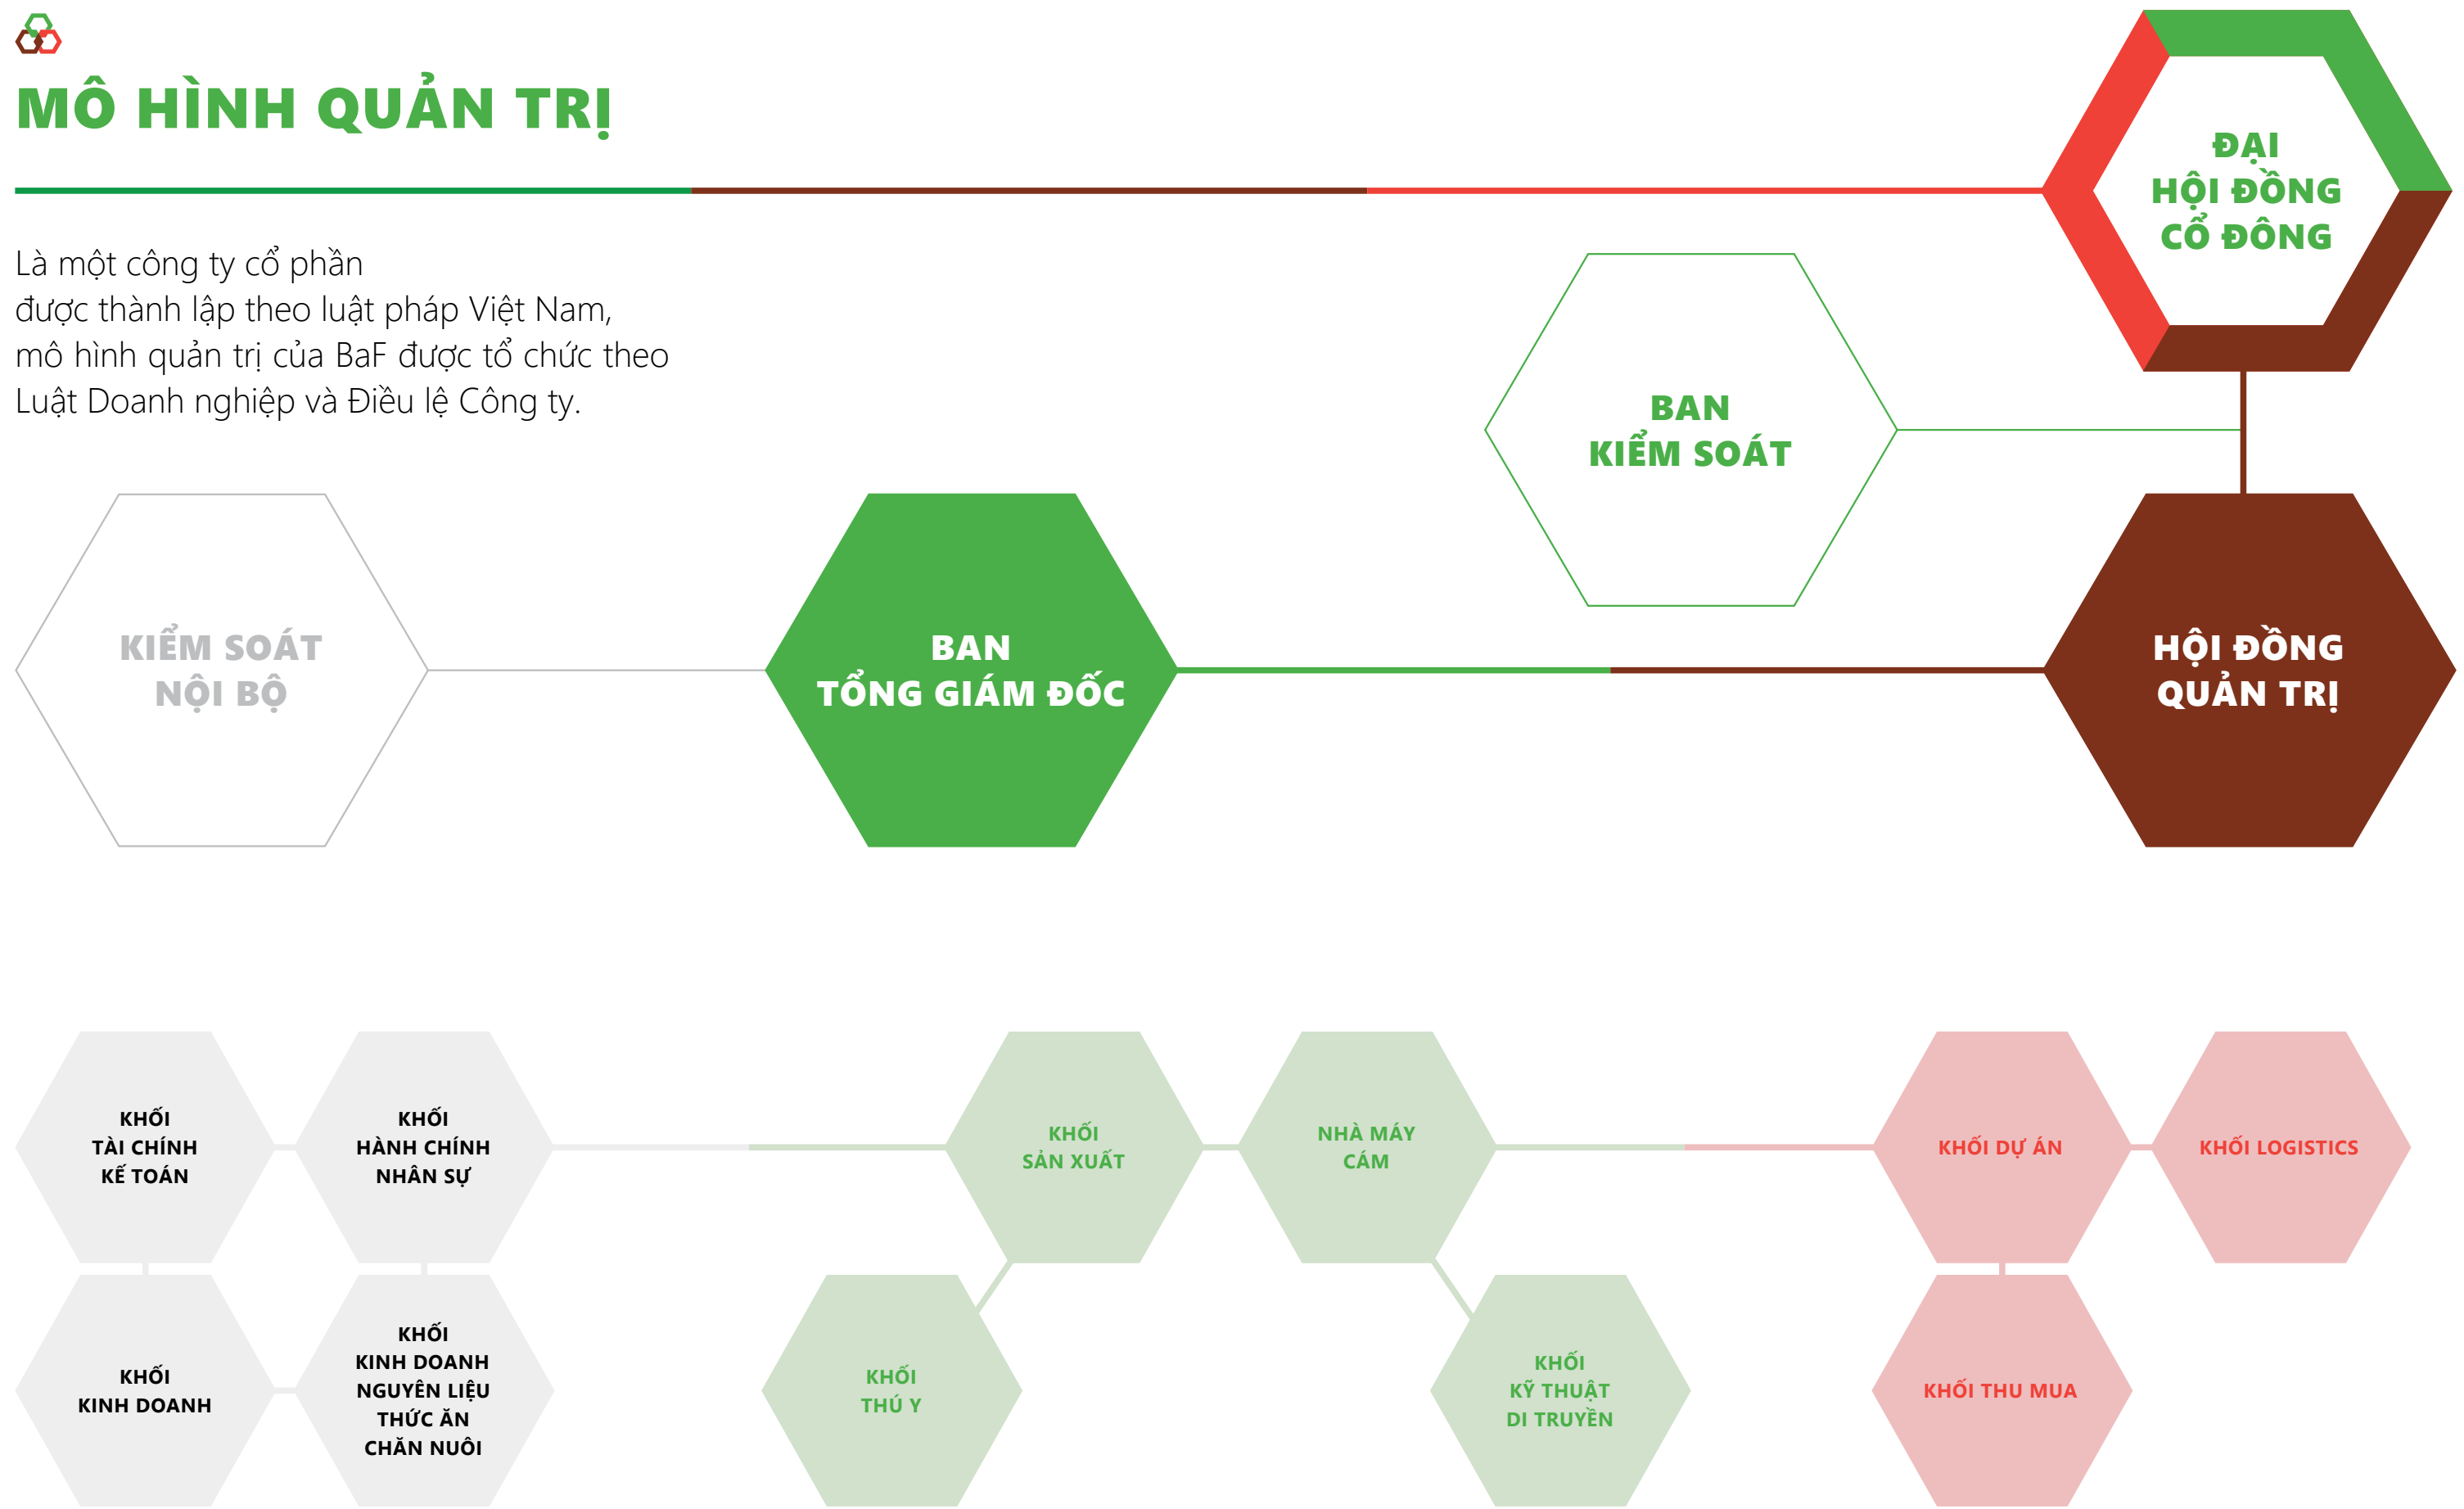 MÔ HÌNH QUẢN TRỊ
Là một công ty cổ phần
được thành lập theo luật pháp Việt Nam,
mô hình quản trị của BaF được tổ chức theo
Luật Doanh nghiệp và Điều lệ Công ty.
ĐẠI
HỘI ĐỒNG
CỔ ĐÔNG
BAN
KIỂM SOÁT
KIỂM SOÁT
NỘI BỘ
BAN
TỔNG GIÁM ĐỐC
HỘI ĐỒNG
QUẢN TRỊ
KHỐI
TÀI CHÍNH
KẾ TOÁN
KHỐI
HÀNH CHÍNH
NHÂN SỰ
KHỐI
SẢN XUẤT
NHÀ MÁY
CÁM
KHỐI DỰ ÁN
KHỐI LOGISTICS
KHỐI
KINH DOANH
KHỐI
KINH DOANH
NGUYÊN LIỆU
THỨC ĂN
CHĂN NUÔI
KHỐI
THÚ Y
KHỐI
KỸ THUẬT
DI TRUYỀN
KHỐI THU MUA